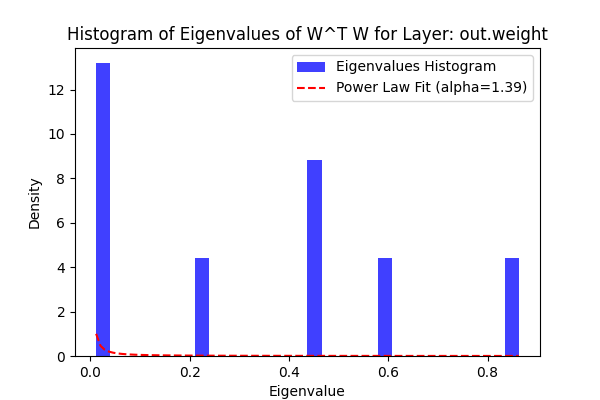 Histogram of Eigenvalues of W^T W for Layer: out.weight
Eigenvalues Histogram
Power Law Fit (alpha=1.39)
Density
12
10
8
6
4
2
0
0.0 0.2 0.4 0.6 0.8
Eigenvalue